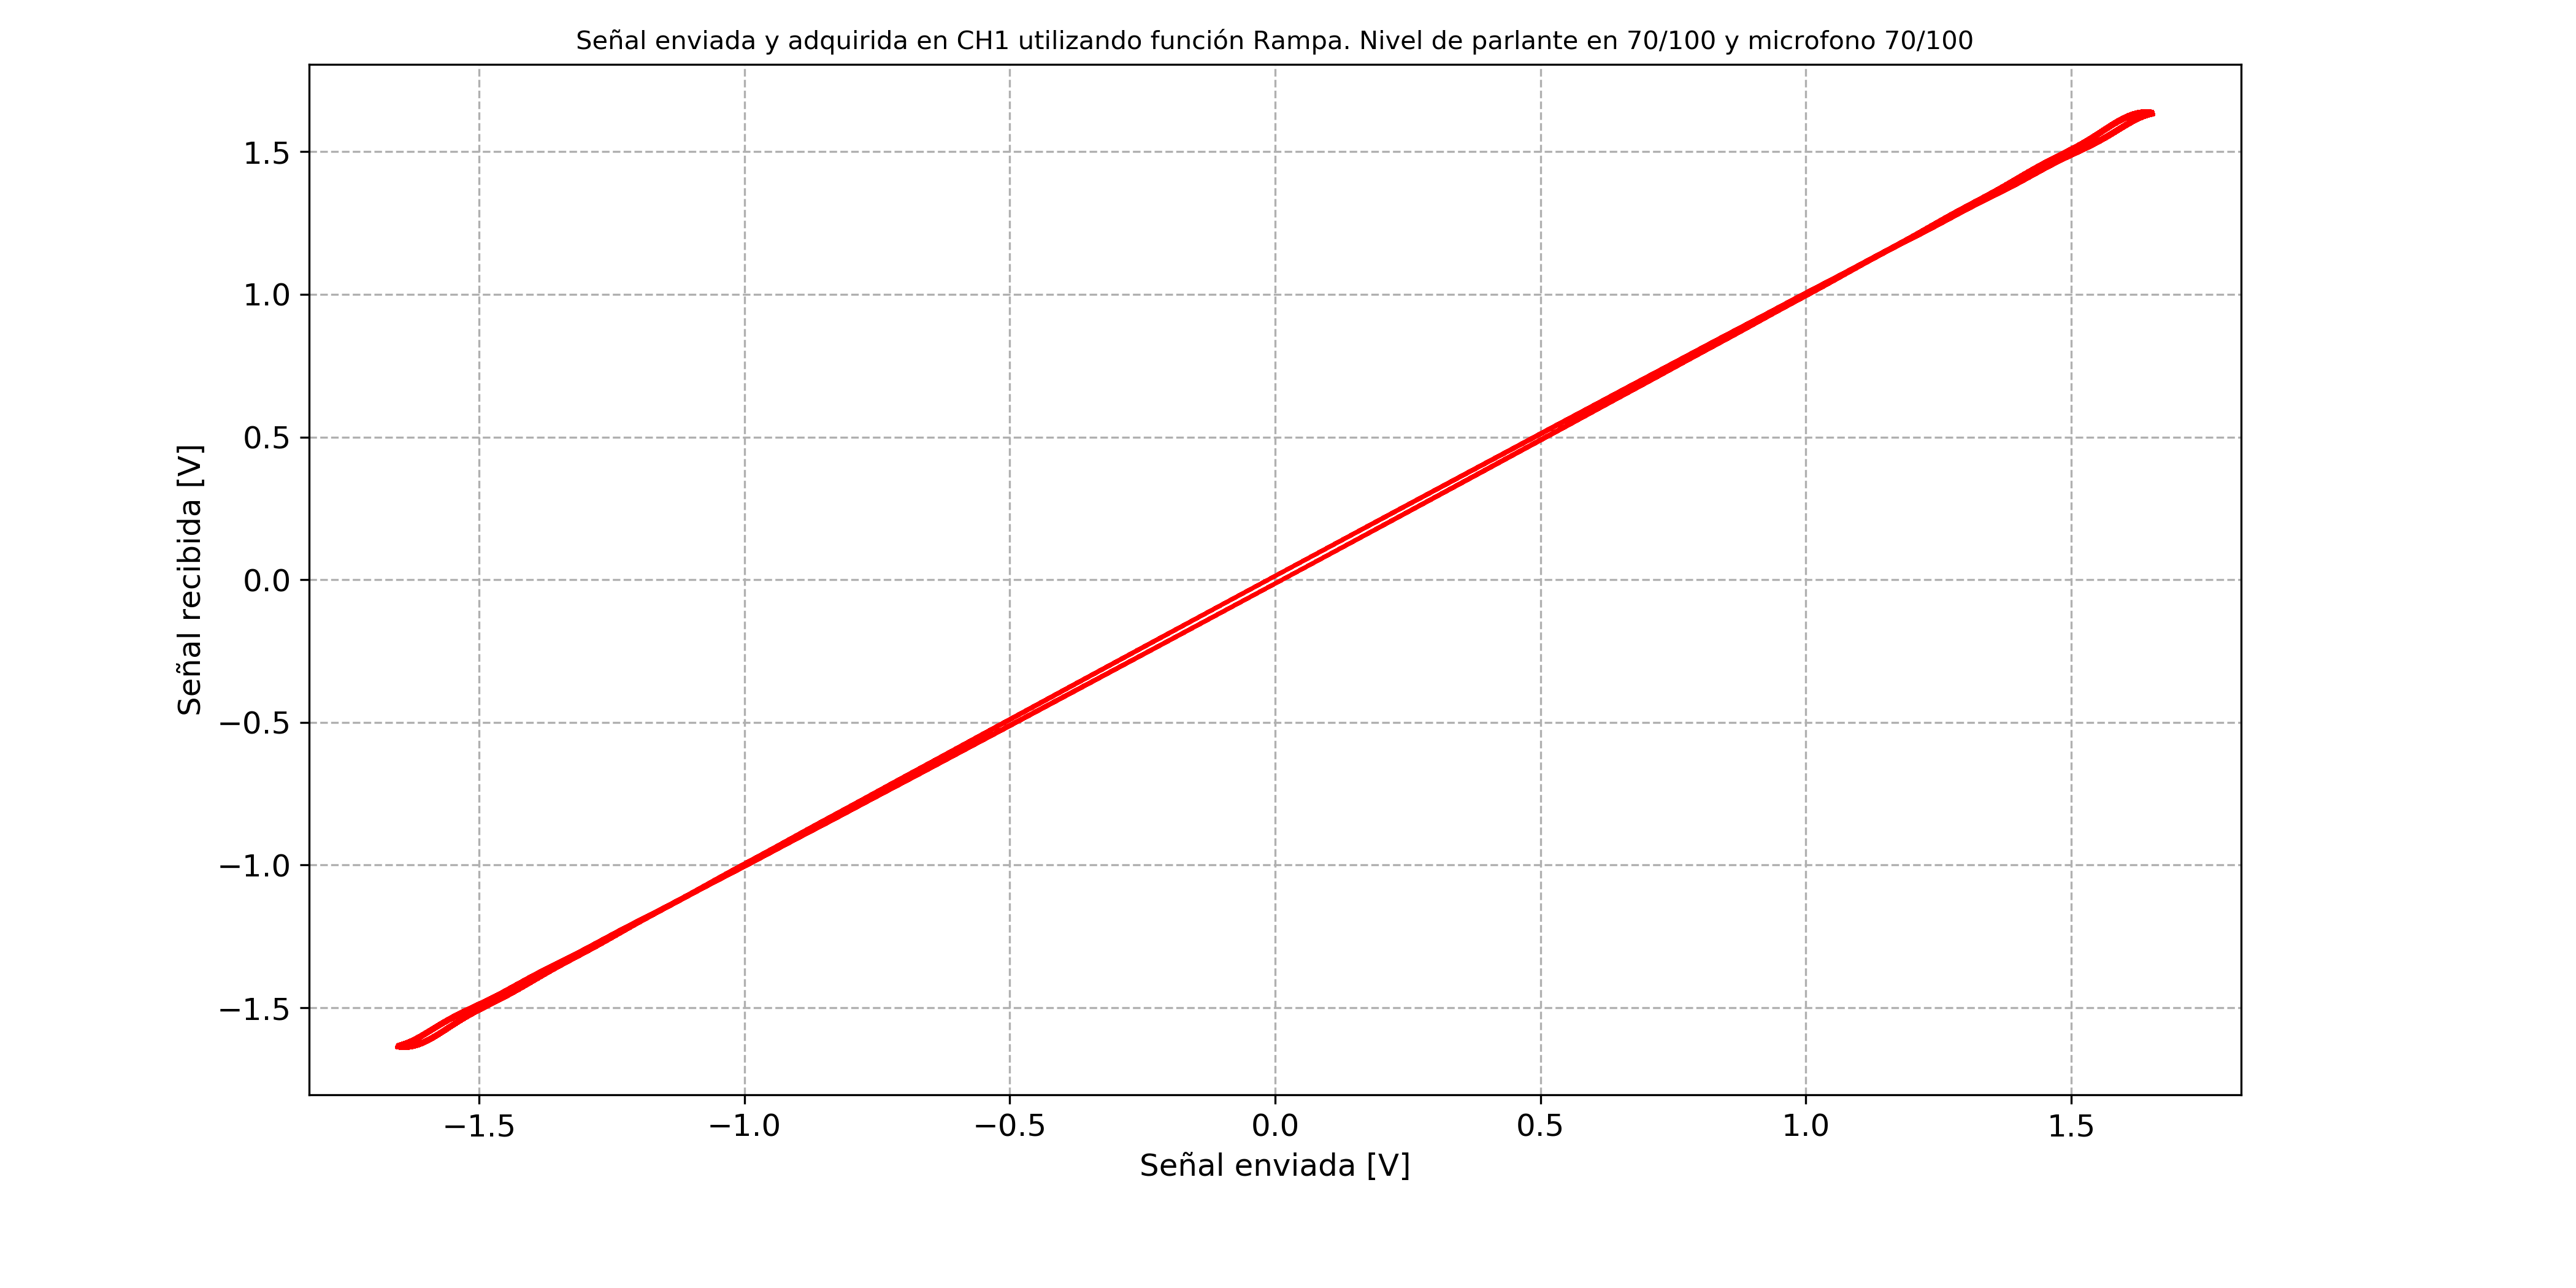 Señal enviada y adquirida en CH1 utilizando función Rampa. Nivel de parlante en 70/100 y microfono 70/100
Señal recibida [V]
1.5
1.0
0.5
0.0
−0.5
−1.0
−1.5
−1.5 −1.0 −0.5 0.0 0.5 1.0 1.5
Señal enviada [V]